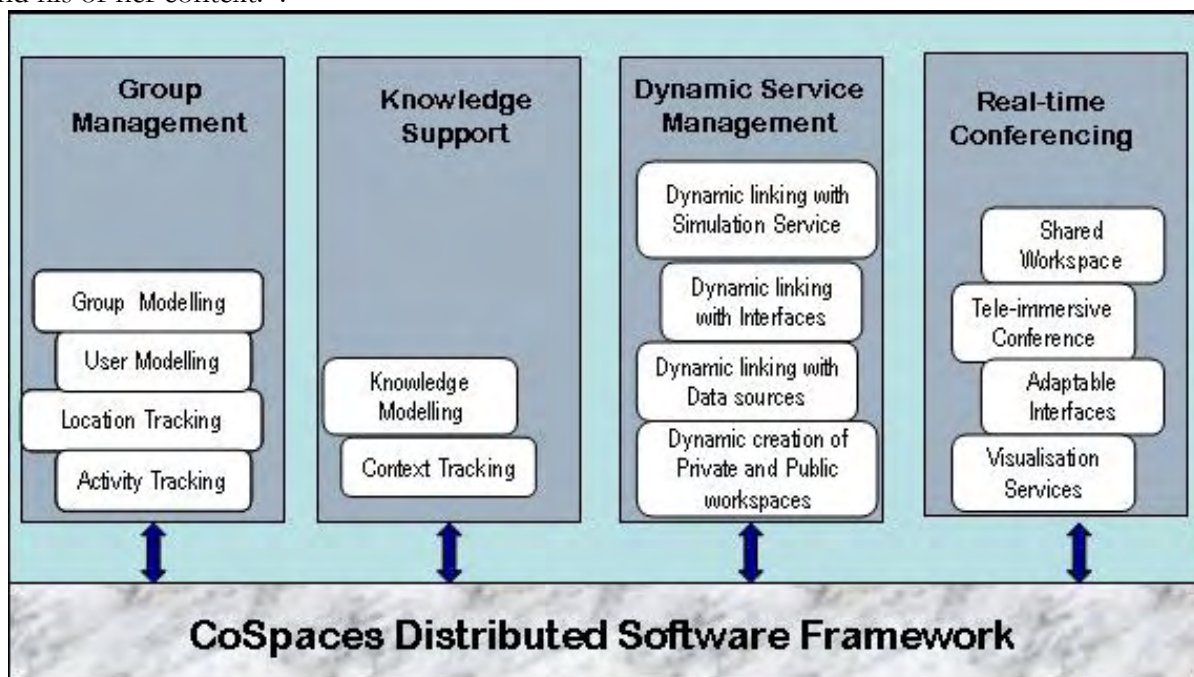 Group
Management
Group Modelling
User Modelling
Location Tracking
Activity Tracking
Knowledge
Support
Knowledge
Modelling
Context Tracking
Dynamic Service
Management
Dynamic linking with
Simulation Service
Dynamic linking
with Interfaces
Dynamic linking with
Data sources
Dynamic creation of
Private and Public
workspaces
Real-time
Conferencing
Shared
Workspace
Tele-immersive
Conference
Adaptable
Interfaces
Visualisation
Services
CoSpaces Distributed Software Framework